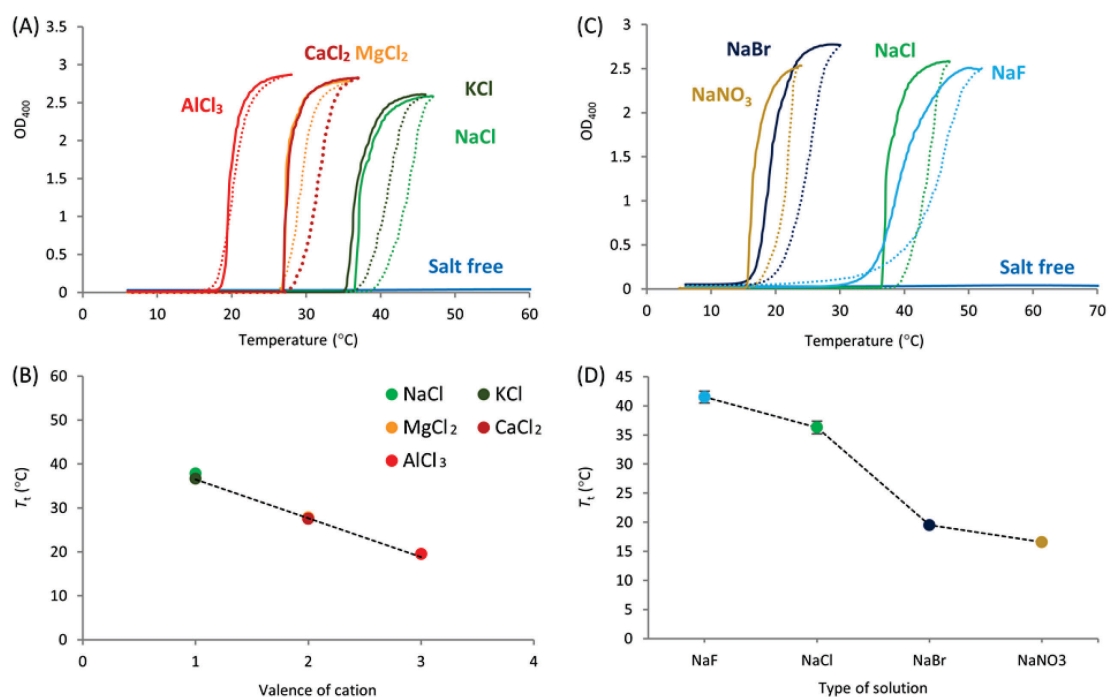 (A)
3.5
3
2.5
2
1.5
1
0.5
0
OD400
CaCl2 MgCl2
AlCl3
KCl
NaCl
Salt free
0 10 20 30 40 50 60
Temperature (°C)
(C)
3
2.5
2
1.5
1
0.5
0
OD400
NaBr
NaNO3
NaCl
NaF
Salt free
0 10 20 30 40 50 60 70
Temperature (°C)
(B)
60
50
40
30
20
10
0
Tt (°C)
NaCl KCl
MgCl2 CaCl2
AlCl3
0 1 2 3 4
Valence of cation
(D)
45
40
35
30
25
20
15
10
5
0
Tt (°C)
NaF NaCl NaBr NaNO3
Type of solution